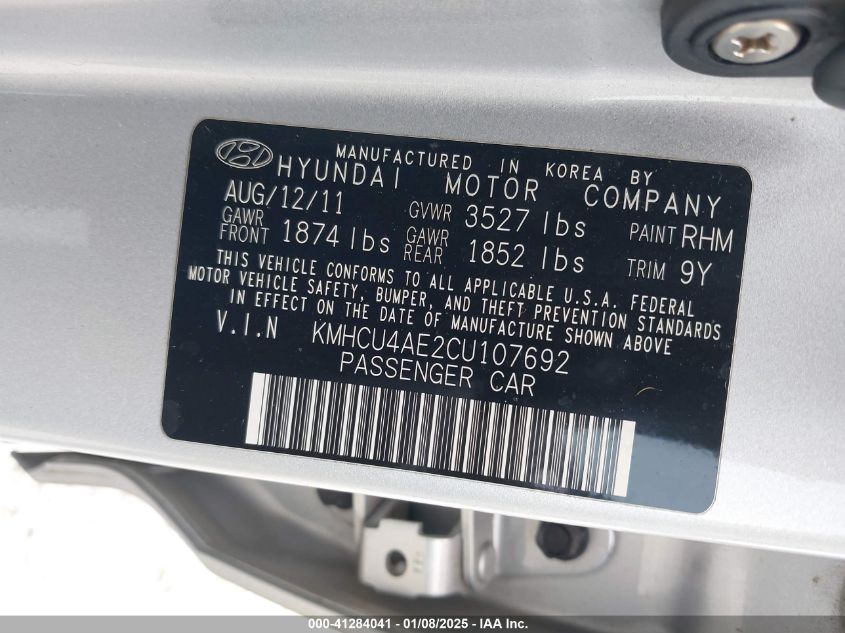 MANUFACTURED IN KOREA BY
HYUNDAI MOTOR COMPANY
AUG/12/11 GVWR 3527 lbs PAINT RHM
GAWR FRONT 1874 lbs GAWR REAR 1852 lbs TRIM 9Y
THIS VEHICLE CONFORMS TO ALL APPLICABLE U.S.A. FEDERAL
MOTOR VEHICLE SAFETY, BUMPER, AND THEFT PREVENTION STANDARDS
IN EFFECT ON THE DATE OF MANUFACTURE SHOWN ABOVE
V.I.N KMHCU4AE2CU107692
PASSENGER CAR
000-41284041 - 01/08/2025 - IAA Inc.